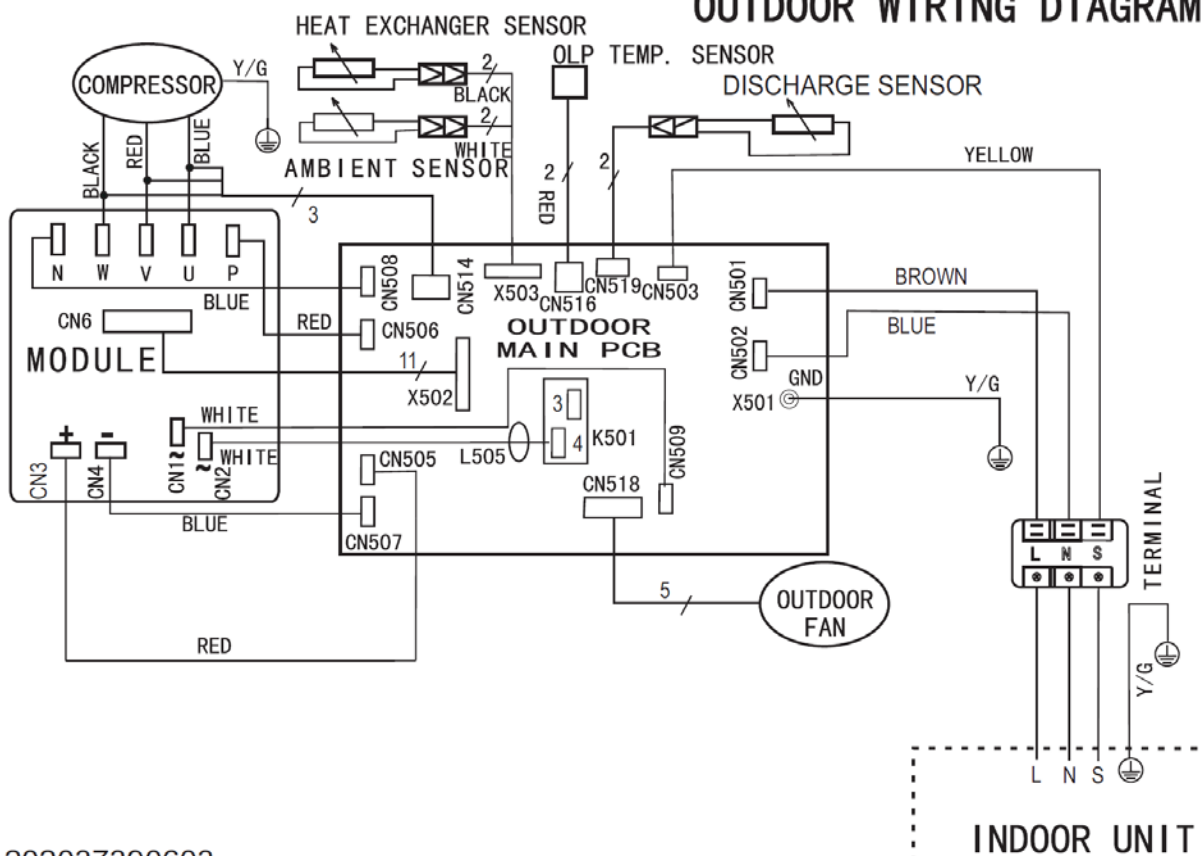 OUTDOOR WIRING DIAGRAM
HEAT EXCHANGER SENSOR
OLP TEMP. SENSOR
DISCHARGE SENSOR
COMPRESSOR
Y/G
2
BLACK
2
WHITE
AMBIENT SENSOR
BLACK
RED
BLUE
3
2
RED
2
YELLOW
N
W
V
U
P
BLUE
CN6
RED
MODULE
CN508
CN514
X503
CN516
CN519
CN503
CN501
BROWN
CN506
OUTDOOR
MAIN PCB
CN502
BLUE
11
X502
GND
X501
Y/G
WHITE
3
4
K501
L505
WHITE
+
-
CN3
CN4
CN1~
~
CN2
CN505
CN509
CN518
BLUE
CN507
5
OUTDOOR
FAN
RED
L N S
TERMINAL
Y/G
L N S
INDOOR UNIT